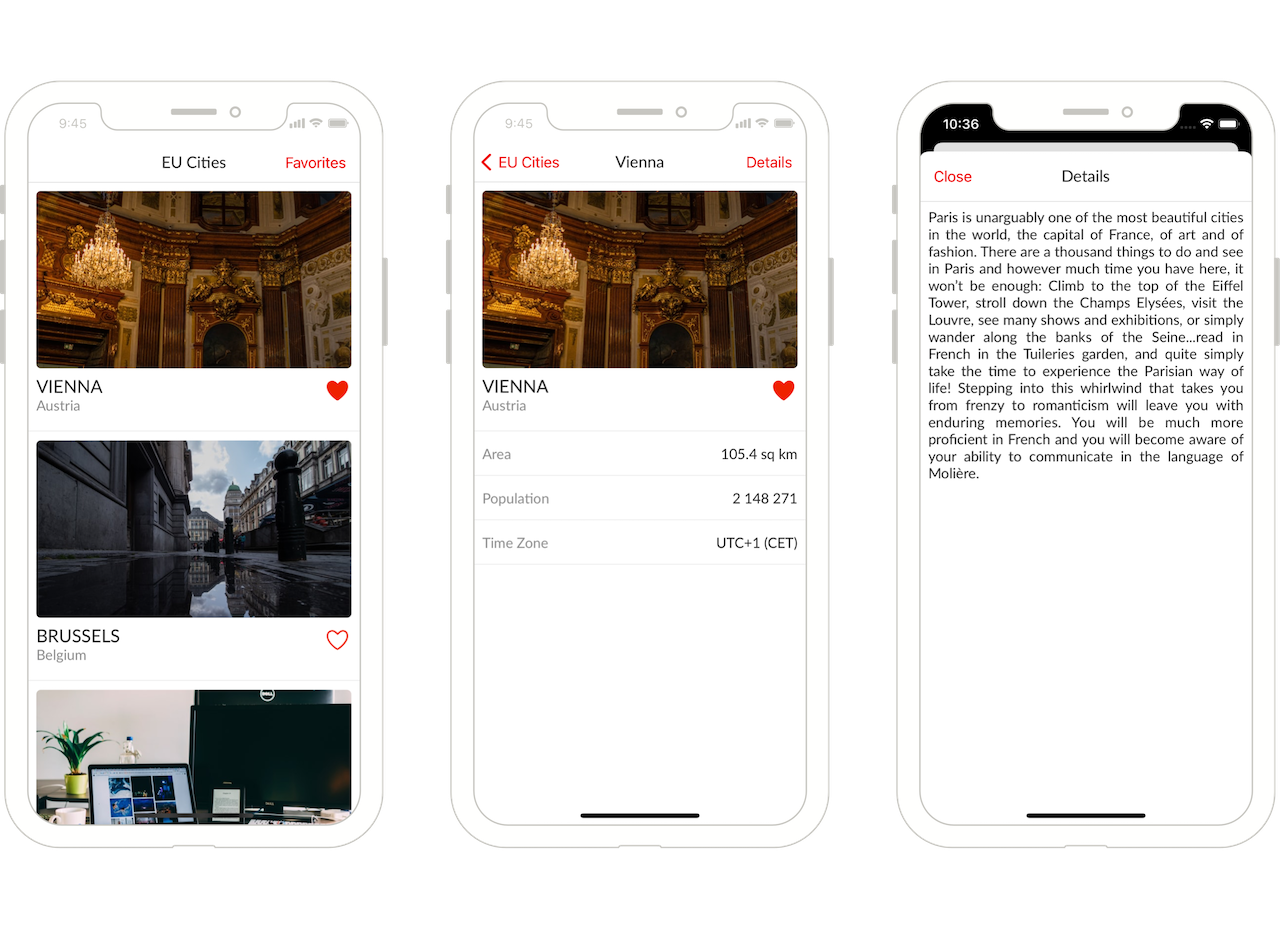 9:45
EU Cities
Favorites
VIENNA
Austria
BRUSSELS
Belgium
DELL
9:45
EU Cities
Vienna
Details
VIENNA
Austria
Area
105.4 sq km
Population
2 148 271
Time Zone
UTC+1 (CET)
10:36
Close
Details
Paris is unarguably one of the most beautiful cities
in the world, the capital of France, of art and of
fashion. There are a thousand things to do and see
in Paris and however much time you have here, it
won't be enough: Climb to the top of the Eiffel
Tower, stroll down the Champs Elysées, visit the
Louvre, see many shows and exhibitions, or simply
wander along the banks of the Seine...read in
French in the Tuileries garden, and quite simply
take the time to experience the Parisian way of
life! Stepping into this whirlwind that takes you
from frenzy to romanticism will leave you with
enduring memories. You will be much more
proficient in French and you will become aware of
your ability to communicate in the language of
Molière.